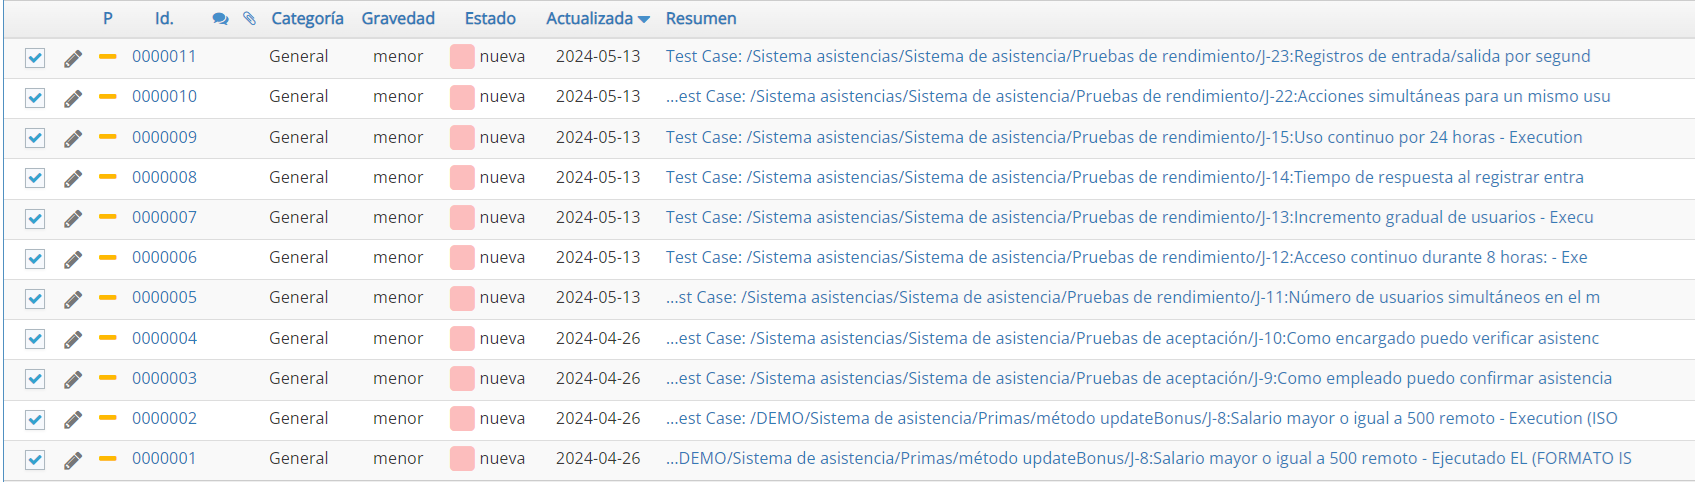 P Id. Categoría Gravedad Estado Actualizada Resumen
0000011 General menor nueva 2024-05-13 Test Case: /Sistema asistencias/Sistema de asistencia/Pruebas de rendimiento/J-23:Registros de entrada/salida por segund
0000010 General menor nueva 2024-05-13 ...est Case: /Sistema asistencias/Sistema de asistencia/Pruebas de rendimiento/J-22:Acciones simultáneas para un mismo usu
0000009 General menor nueva 2024-05-13 Test Case: /Sistema asistencias/Sistema de asistencia/Pruebas de rendimiento/J-15:Uso continuo por 24 horas - Execution
0000008 General menor nueva 2024-05-13 Test Case: /Sistema asistencias/Sistema de asistencia/Pruebas de rendimiento/J-14:Tiempo de respuesta al registrar entra
0000007 General menor nueva 2024-05-13 Test Case: /Sistema asistencias/Sistema de asistencia/Pruebas de rendimiento/J-13:Incremento gradual de usuarios - Execu
0000006 General menor nueva 2024-05-13 Test Case: /Sistema asistencias/Sistema de asistencia/Pruebas de rendimiento/J-12:Acceso continuo durante 8 horas: - Exe
0000005 General menor nueva 2024-05-13 ...st Case: /Sistema asistencias/Sistema de asistencia/Pruebas de rendimiento/J-11:Número de usuarios simultáneos en el m
0000004 General menor nueva 2024-04-26 ...est Case: /Sistema asistencias/Sistema de asistencia/Pruebas de aceptación/J-10:Como encargado puedo verificar asistenc
0000003 General menor nueva 2024-04-26 ...est Case: /Sistema asistencias/Sistema de asistencia/Pruebas de aceptación/J-9:Como empleado puedo confirmar asistencia
0000002 General menor nueva 2024-04-26 ...est Case: /DEMO/Sistema de asistencia/Primas/método updateBonus/J-8:Salario mayor o igual a 500 remoto - Execution (ISO
0000001 General menor nueva 2024-04-26 ...DEMO/Sistema de asistencia/Primas/método updateBonus/J-8:Salario mayor o igual a 500 remoto - Ejecutado EL (FORMATO IS